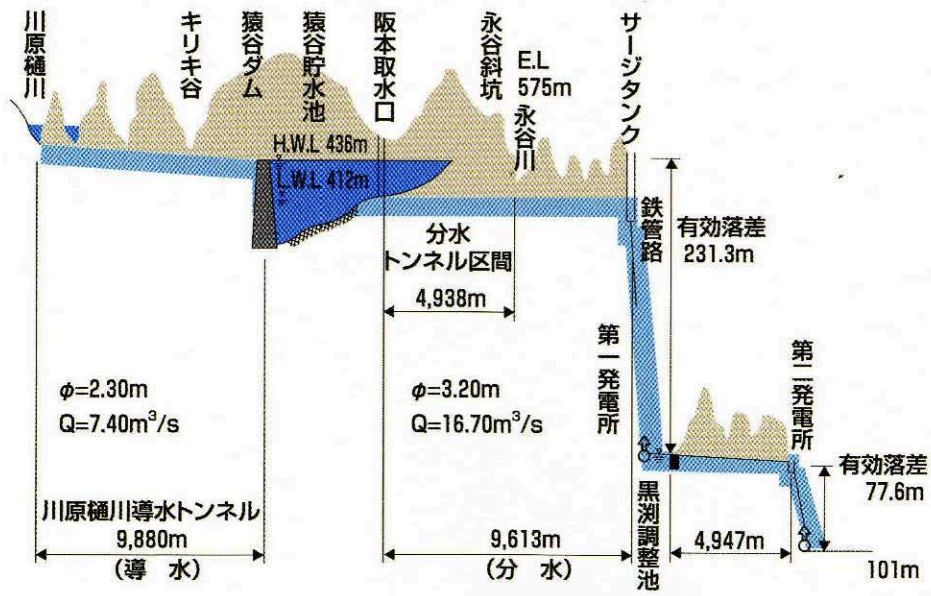 川原樋川
キリキ谷
猿谷ダム
猿谷貯水池
阪本取水口
永谷斜坑
E.L
575m
永谷川
サージタンク
H.W.L 436m
L.W.L 412m
分水
トンネル区間
4,938m
鉄管路
有効落差
231.3m
φ=2.30m
Q=7.40m³/s
φ=3.20m
Q=16.70m³/s
第一発電所
第二発電所
有効落差
77.6m
川原樋川導水トンネル
9,880m
(導 水)
9,613m
(分 水)
黒渕調整池
4,947m
101m